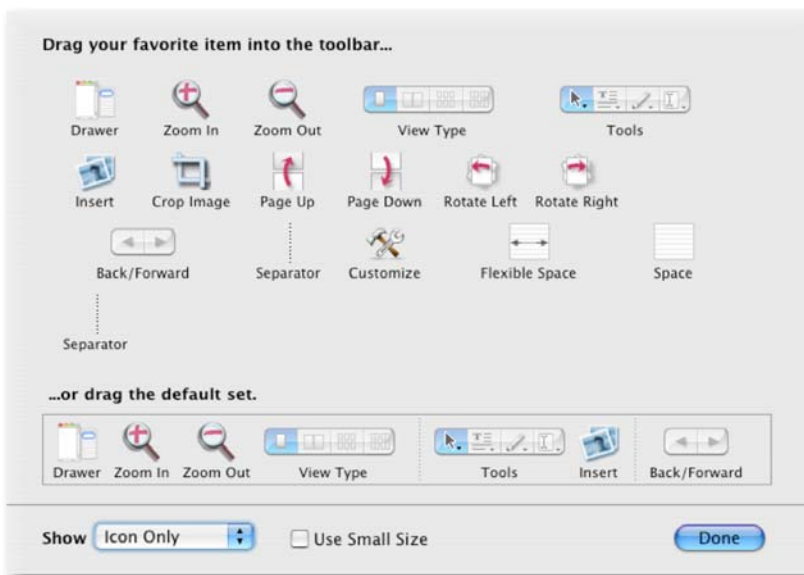 Drag your favorite item into the toolbar...
Drawer Zoom In Zoom Out View Type Tools
Insert Crop Image Page Up Page Down Rotate Left Rotate Right
Back/Forward Separator Customize Flexible Space Space
Separator
...or drag the default set.
Drawer Zoom In Zoom Out View Type Tools Insert Back/Forward
Show Icon Only Use Small Size Done